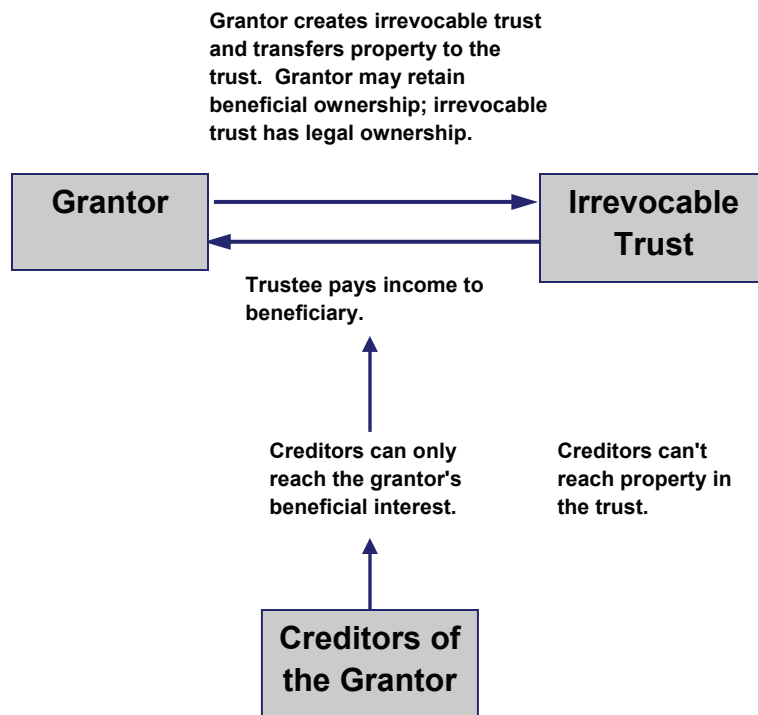 Grantor creates irrevocable trust
and transfers property to the
trust.  Grantor may retain
beneficial ownership; irrevocable
trust has legal ownership.
Grantor
Irrevocable
Trust
Trustee pays income to
beneficiary.
Creditors can only
reach the grantor's
beneficial interest.
Creditors can't
reach property in
the trust.
Creditors of
the Grantor